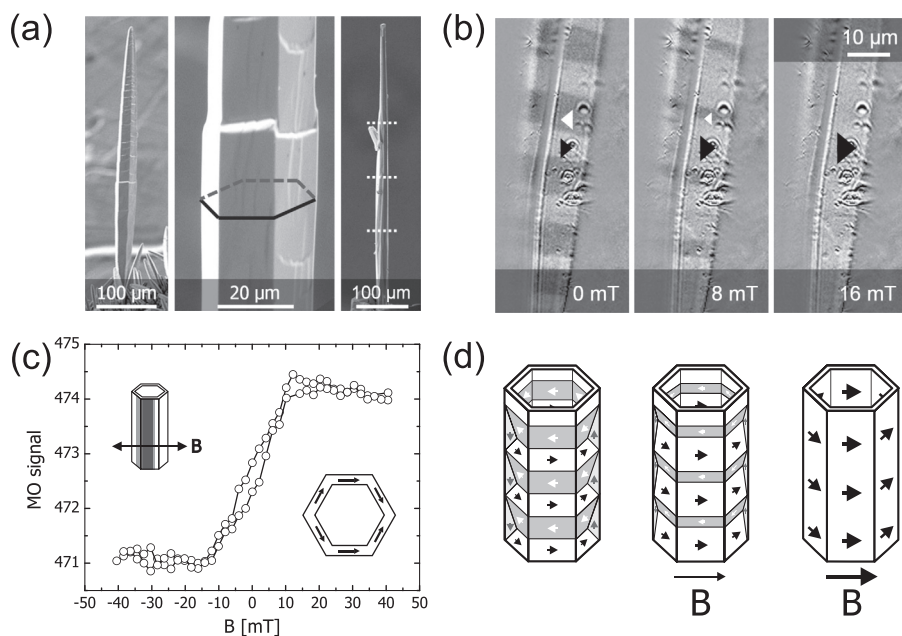 (a)
100 µm
20 µm
100 µm
(b)
10 µm
0 mT
8 mT
16 mT
(c)
475
474
473
472
471
MO signal
B
-50 -40 -30 -20 -10 0 10 20 30 40 50
B [mT]
(d)
B
B